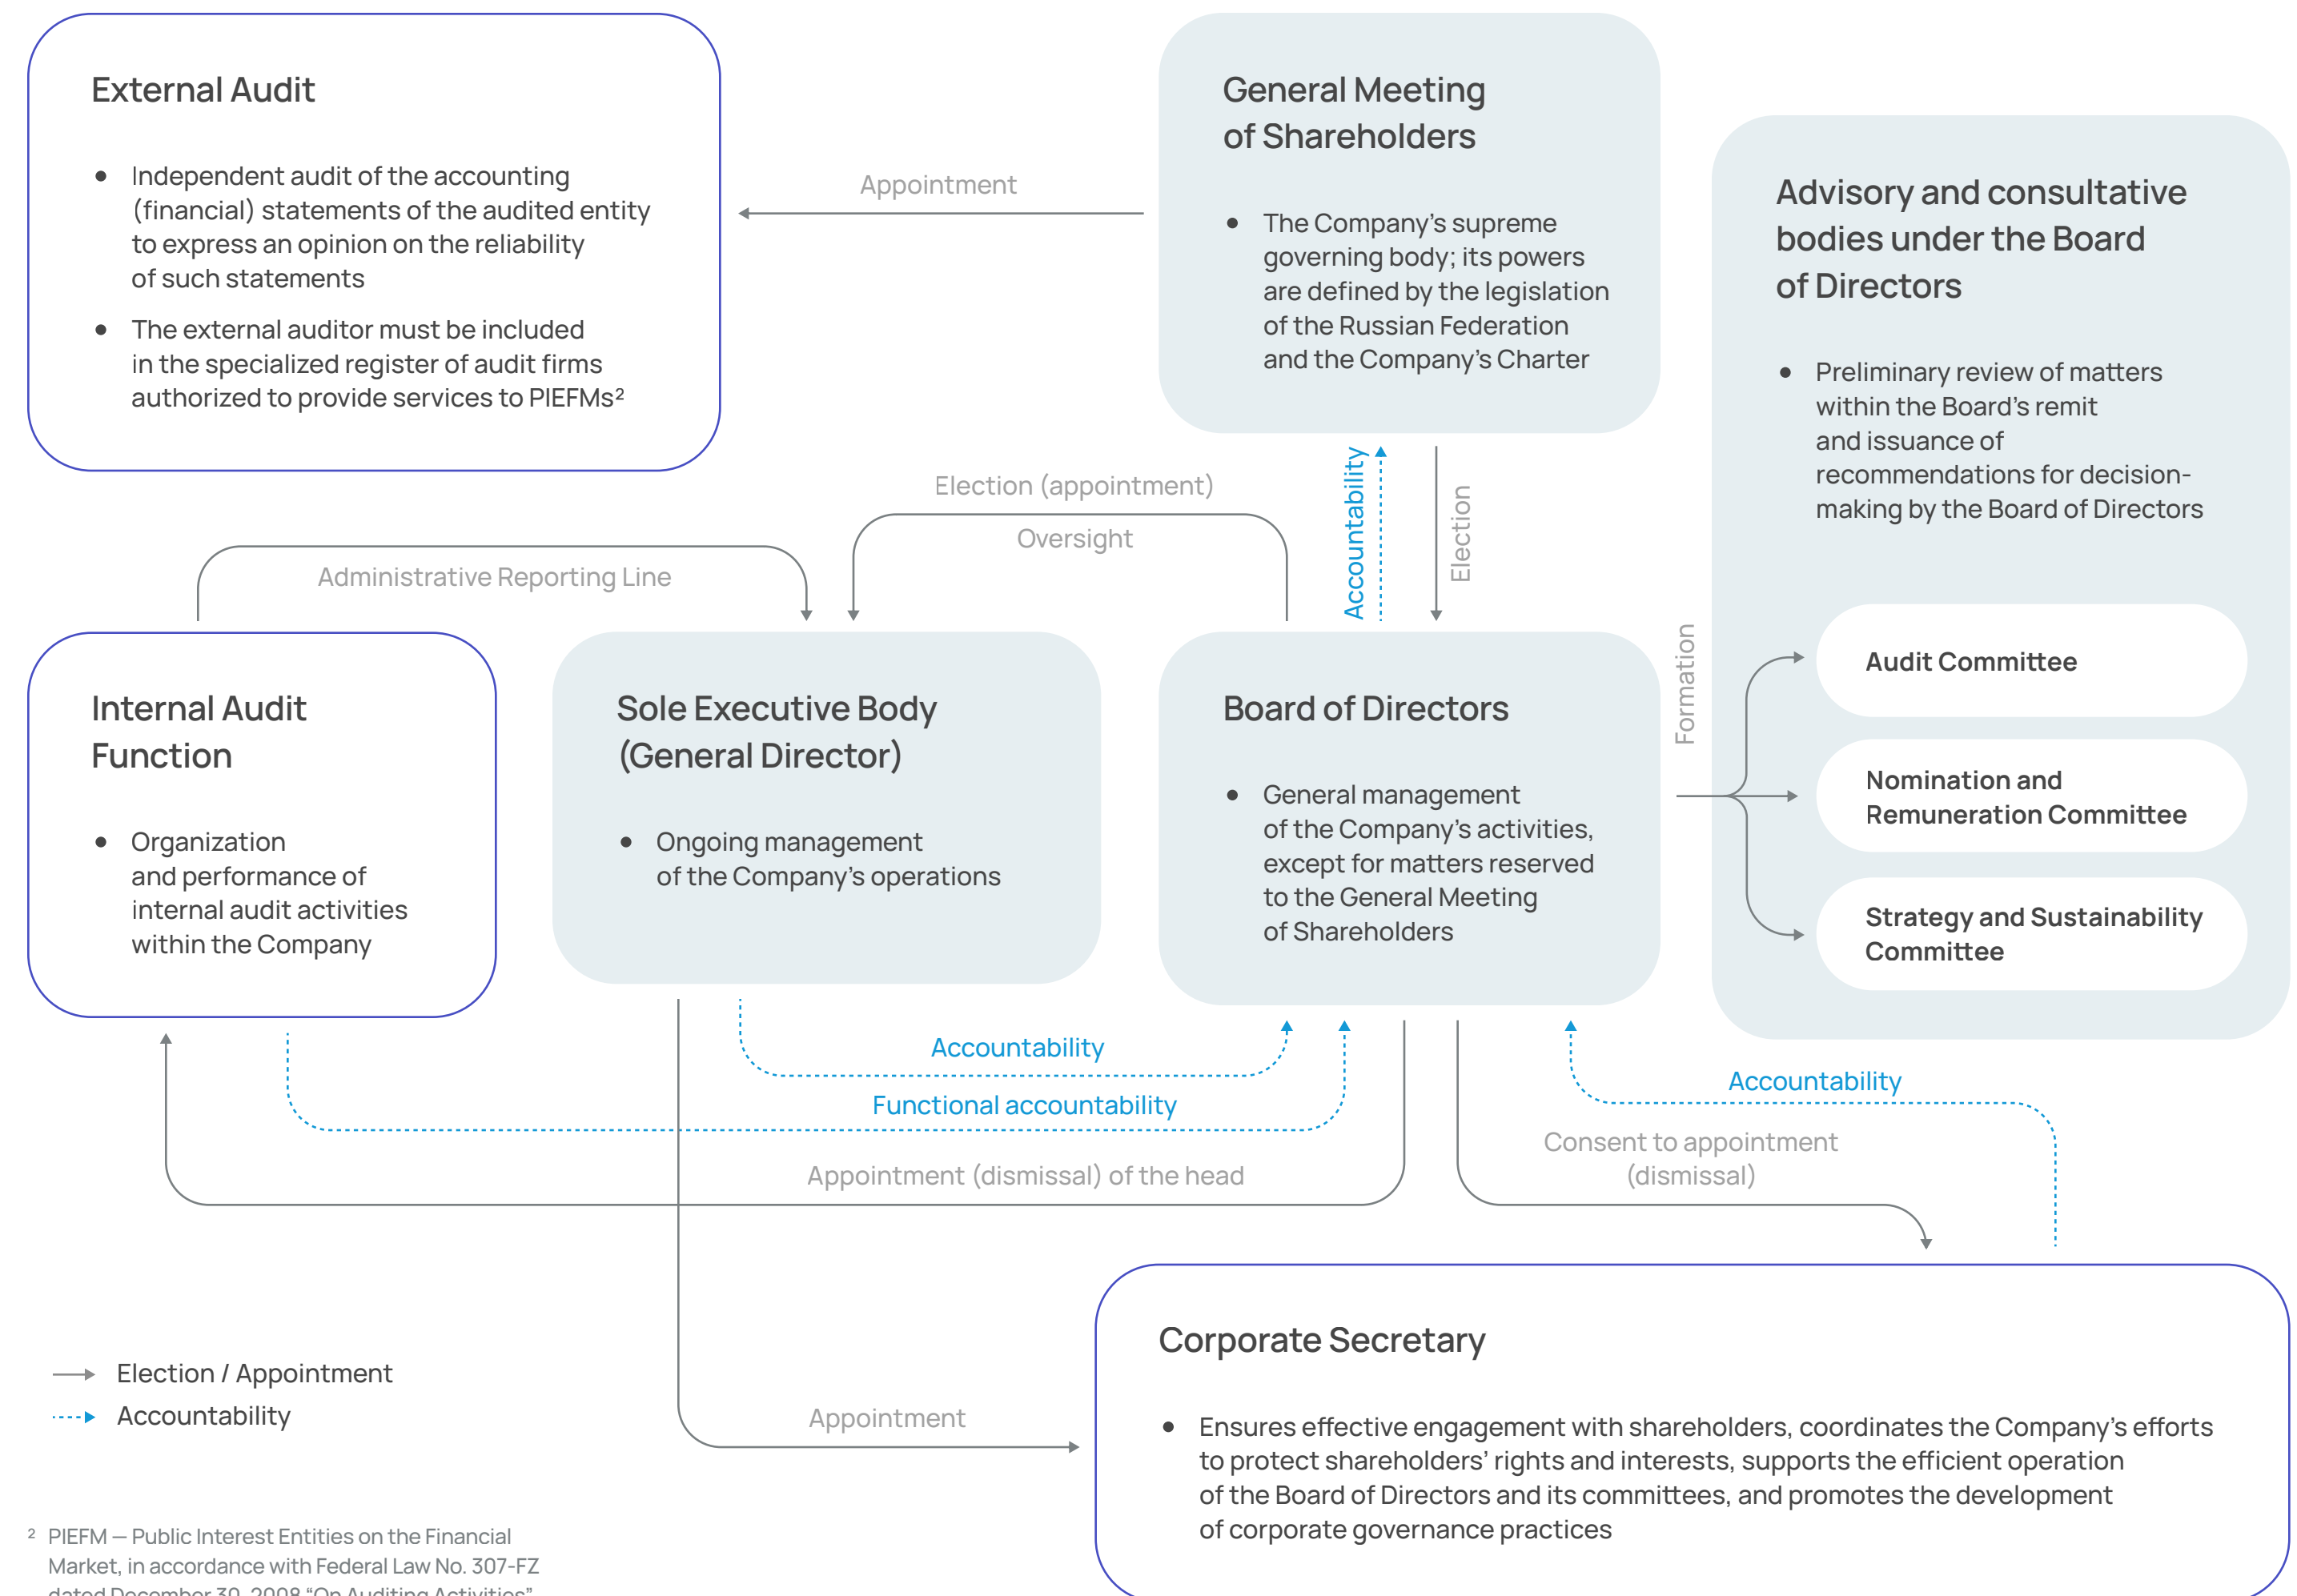 External Audit
• Independent audit of the accounting
(financial) statements of the audited entity
to express an opinion on the reliability
of such statements
• The external auditor must be included
in the specialized register of audit firms
authorized to provide services to PIEFMs²
Appointment
General Meeting
of Shareholders
• The Company’s supreme
governing body; its powers
are defined by the legislation
of the Russian Federation
and the Company’s Charter
Advisory and consultative
bodies under the Board
of Directors
• Preliminary review of matters
within the Board’s remit
and issuance of
recommendations for decision-
making by the Board of Directors
Election (appointment)
Oversight
Accountability
Election
Administrative Reporting Line
Formation
Internal Audit
Function
• Organization
and performance of
internal audit activities
within the Company
Sole Executive Body
(General Director)
• Ongoing management
of the Company’s operations
Board of Directors
• General management
of the Company’s activities,
except for matters reserved
to the General Meeting
of Shareholders
Audit Committee
Nomination and
Remuneration Committee
Strategy and Sustainability
Committee
Accountability
Functional accountability
Appointment (dismissal) of the head
Accountability
Consent to appointment
(dismissal)
Corporate Secretary
• Ensures effective engagement with shareholders, coordinates the Company’s efforts
to protect shareholders’ rights and interests, supports the efficient operation
of the Board of Directors and its committees, and promotes the development
of corporate governance practices
Election / Appointment
Accountability
Appointment
² PIEFM — Public Interest Entities on the Financial
Market, in accordance with Federal Law No. 307-FZ
dated December 30, 2008 “On Auditing Activities”